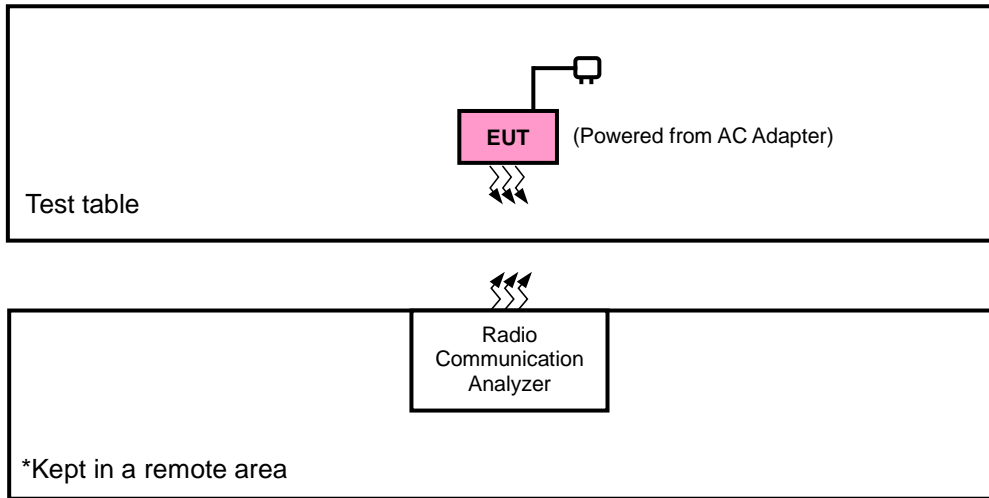 EUT
(Powered from AC Adapter)
Test table
Radio
Communication
Analyzer
*Kept in a remote area